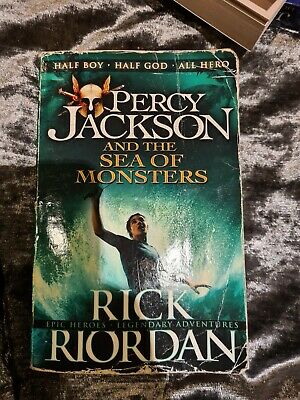 HALF BOY · HALF GOD · ALL HERO
PERCY
JACKSON
AND THE
SEA OF
MONSTERS
RICK
EPIC HEROES · LEGENDARY ADVENTURES
RIORDAN